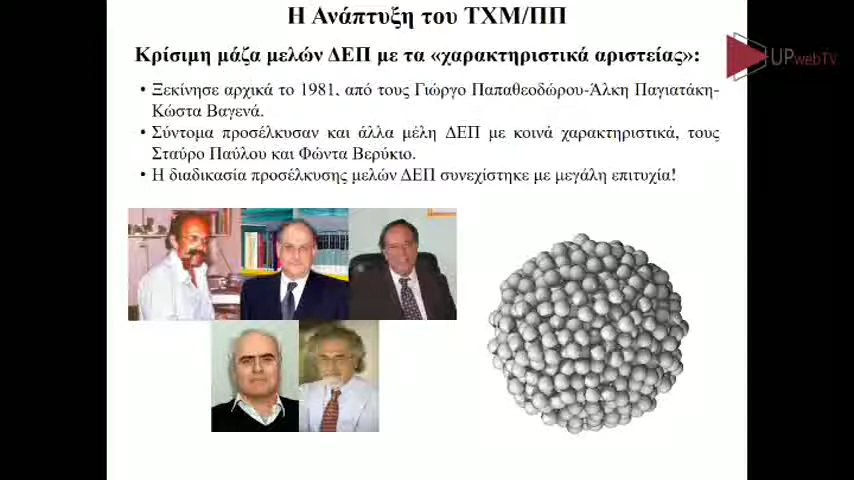 Η Ανάπτυξη του ΤΧΜ/ΠΠ
Κρίσιμη μάζα μελών ΔΕΠ με τα «χαρακτηριστικά αριστείας»:
• Ξεκίνησε αρχικά το 1981, από τους Γιώργο Παπαθεοδώρου-Άλκη Παγιατάκη-
Κώστα Βαγενά.
• Σύντομα προσέλκυσαν και άλλα μέλη ΔΕΠ με κοινά χαρακτηριστικά, τους
Σταύρο Παύλου και Φώντα Βερύκιο.
• Η διαδικασία προσέλκυσης μελών ΔΕΠ συνεχίστηκε με μεγάλη επιτυχία!
UPwebTV